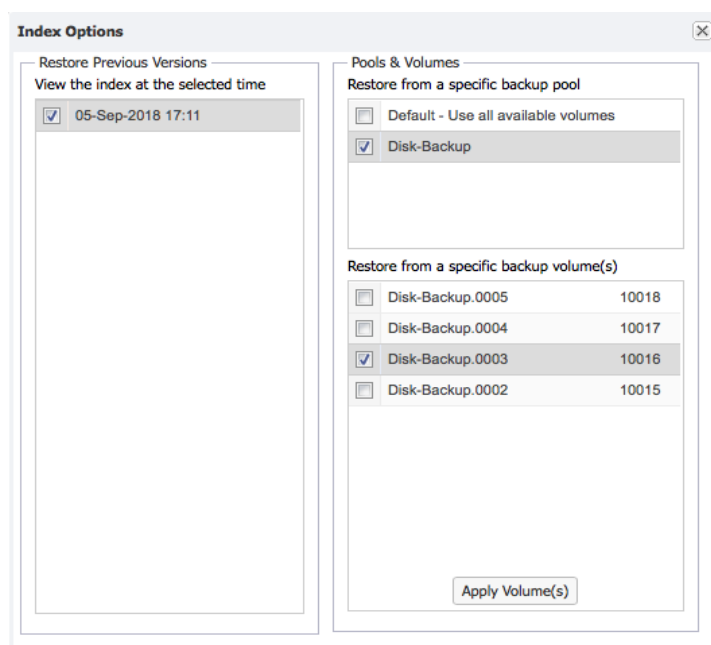 Index Options
Restore Previous Versions
View the index at the selected time
05-Sep-2018 17:11
Pools & Volumes
Restore from a specific backup pool
Default - Use all available volumes
Disk-Backup
Restore from a specific backup volume(s)
Disk-Backup.0005 10018
Disk-Backup.0004 10017
Disk-Backup.0003 10016
Disk-Backup.0002 10015
Apply Volume(s)